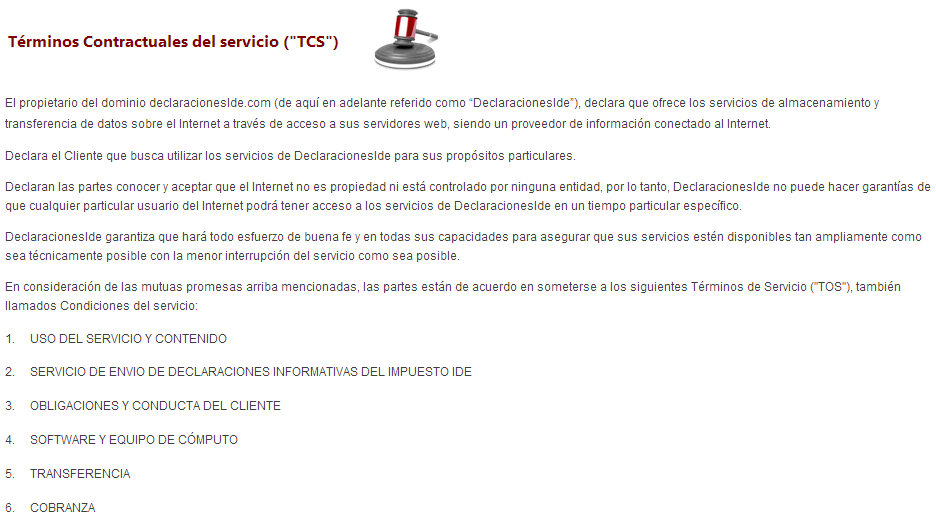 Términos Contractuales del servicio ("TCS")
El propietario del dominio declaracionesIde.com (de aquí en adelante referido como “DeclaracionesIde”), declara que ofrece los servicios de almacenamiento y
transferencia de datos sobre el Internet a través de acceso a sus servidores web, siendo un proveedor de información conectado al Internet.
Declara el Cliente que busca utilizar los servicios de DeclaracionesIde para sus propósitos particulares.
Declaran las partes conocer y aceptar que el Internet no es propiedad ni está controlado por ninguna entidad, por lo tanto, DeclaracionesIde no puede hacer garantías de
que cualquier particular usuario del Internet podrá tener acceso a los servicios de DeclaracionesIde en un tiempo particular específico.
DeclaracionesIde garantiza que hará todo esfuerzo de buena fe y en todas sus capacidades para asegurar que sus servicios estén disponibles tan ampliamente como
sea técnicamente posible con la menor interrupción del servicio como sea posible.
En consideración de las mutuas promesas arriba mencionadas, las partes están de acuerdo en someterse a los siguientes Términos de Servicio ("TOS"), también
llamados Condiciones del servicio:
1. USO DEL SERVICIO Y CONTENIDO
2. SERVICIO DE ENVIO DE DECLARACIONES INFORMATIVAS DEL IMPUESTO IDE
3. OBLIGACIONES Y CONDUCTA DEL CLIENTE
4. SOFTWARE Y EQUIPO DE CÓMPUTO
5. TRANSFERENCIA
6. COBRANZA